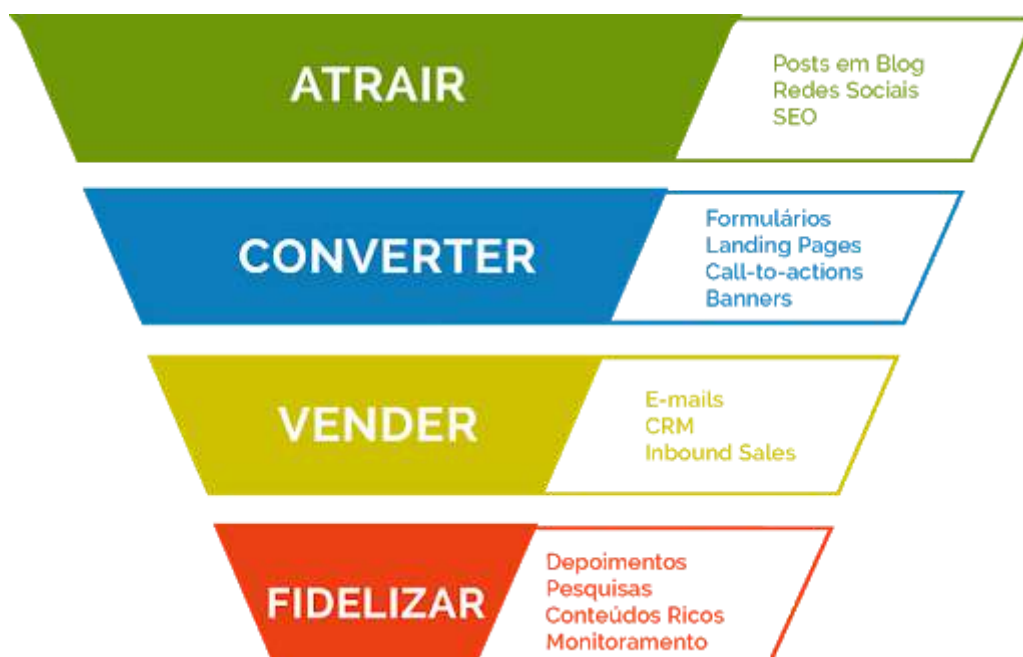 ATRAIR
Posts em Blog
Redes Sociais
SEO
CONVERTER
Formulários
Landing Pages
Call-to-actions
Banners
VENDER
E-mails
CRM
Inbound Sales
FIDELIZAR
Depoimentos
Pesquisas
Conteúdos Ricos
Monitoramento